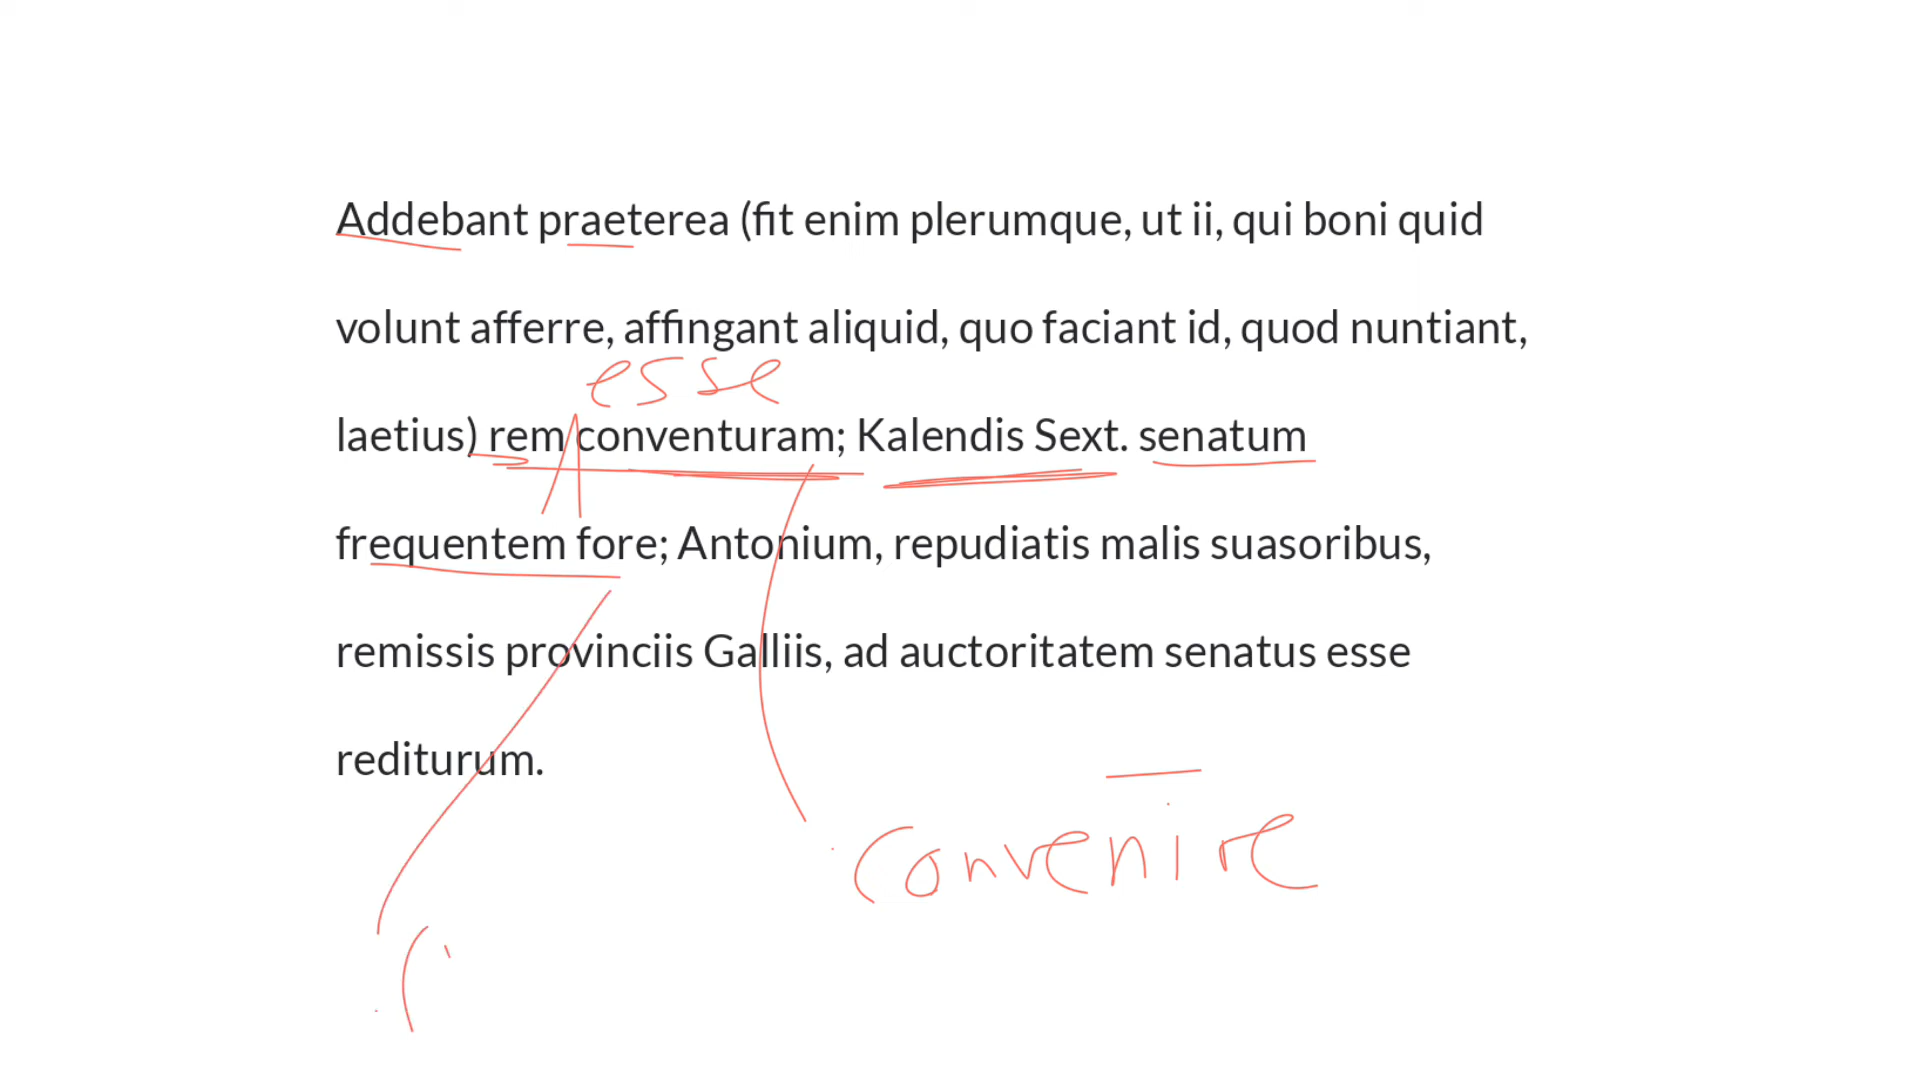 Addebant praeterea (fit enim plerumque, ut ii, qui boni quid
volunt afferre, affingant aliquid, quo faciant id, quod nuntiant,
esse
laetius) rem conventuram; Kalendis Sext. senatum
frequentem fore; Antonium, repudiatis malis suasoribus,
remissis provinciis Galliis, ad auctoritatem senatus esse
rediturum.
convenire
(